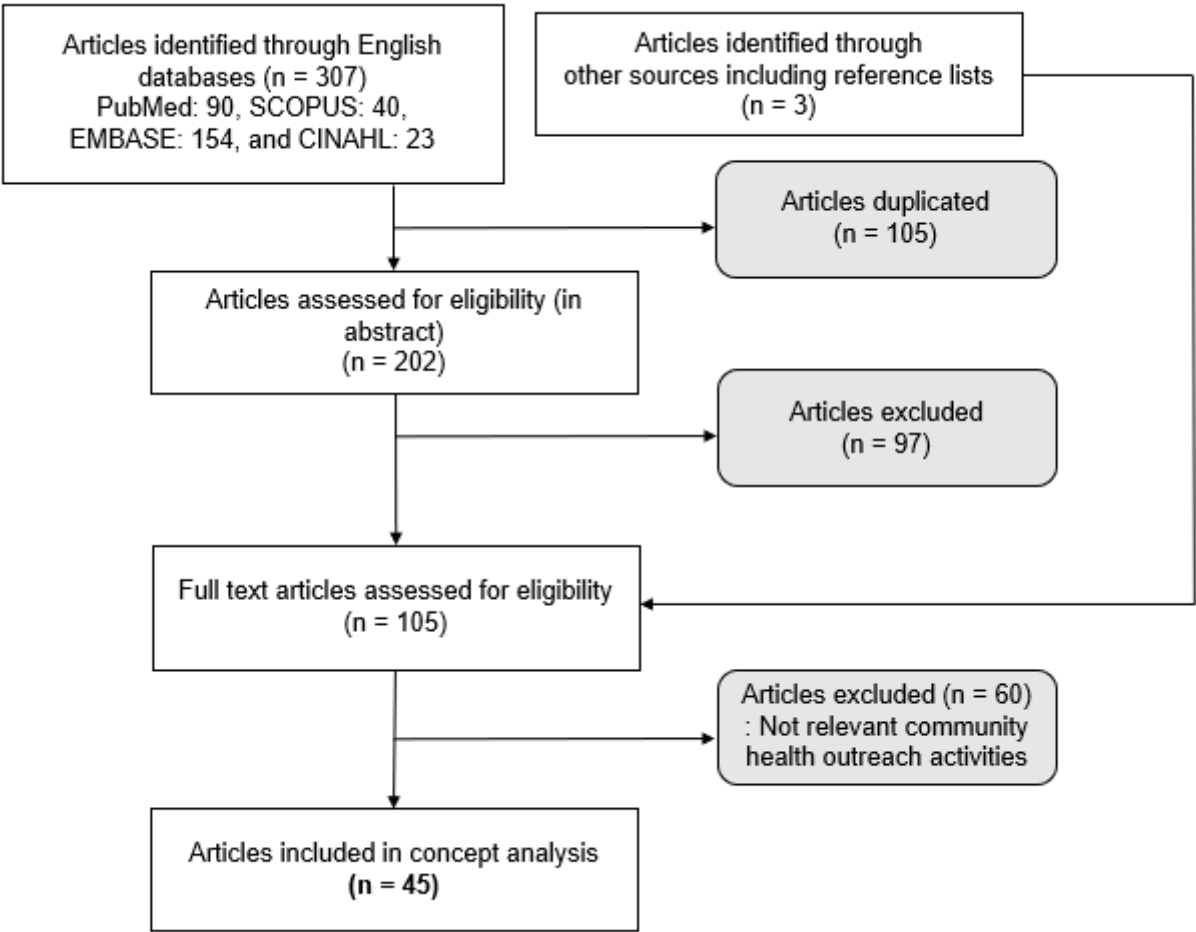 Articles identified through English
databases (n = 307)
PubMed: 90, SCOPUS: 40,
EMBASE: 154, and CINAHL: 23
Articles identified through
other sources including reference lists
(n = 3)
Articles duplicated
(n = 105)
Articles assessed for eligibility (in
abstract)
(n = 202)
Articles excluded
(n = 97)
Full text articles assessed for eligibility
(n = 105)
Articles excluded (n = 60)
: Not relevant community
health outreach activities
Articles included in concept analysis
(n = 45)